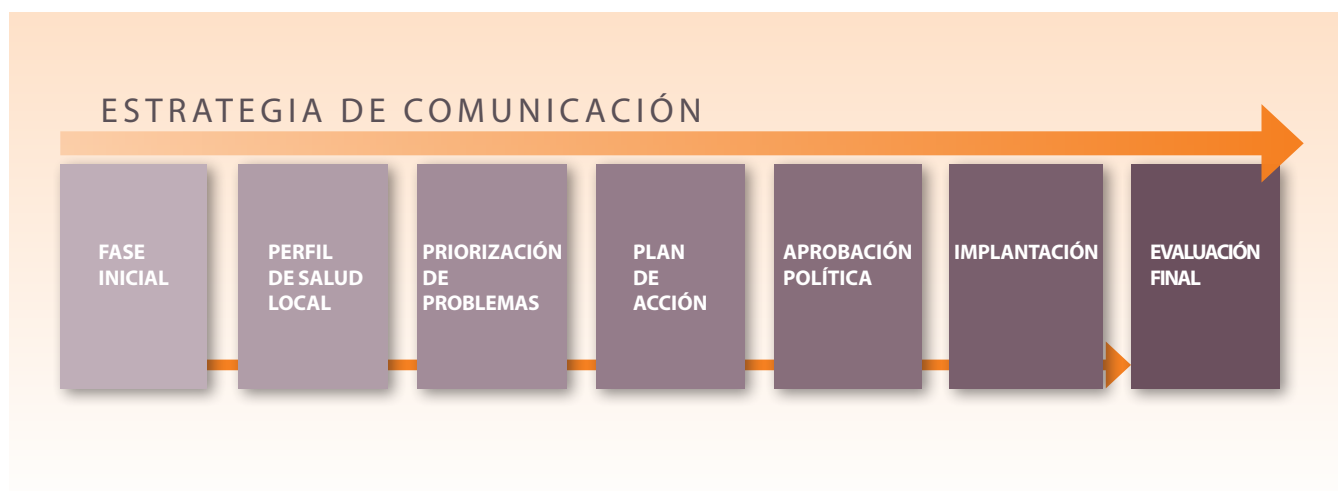 ESTRATEGIA DE COMUNICACIÓN
FASE
INICIAL
PERFIL
DE SALUD
LOCAL
PRIORIZACIÓN
DE
PROBLEMAS
PLAN
DE
ACCIÓN
APROBACIÓN
POLÍTICA
IMPLANTACIÓN
EVALUACIÓN
FINAL